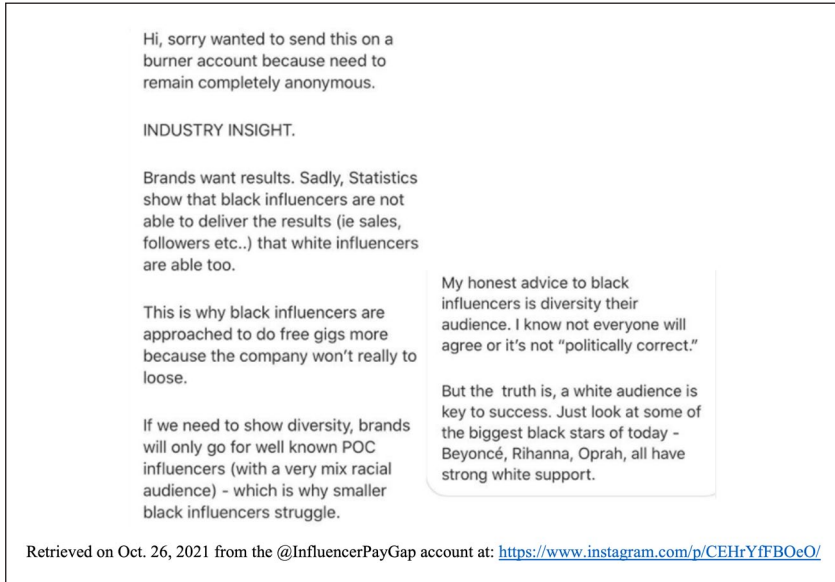 Hi, sorry wanted to send this on a
burner account because need to
remain completely anonymous.
INDUSTRY INSIGHT.
Brands want results. Sadly, Statistics
show that black influencers are not
able to deliver the results (ie sales,
followers etc..) that white influencers
are able too.
This is why black influencers are
approached to do free gigs more
because the company won't really to
loose.
If we need to show diversity, brands
will only go for well known POC
influencers (with a very mix racial
audience) - which is why smaller
black influencers struggle.
My honest advice to black
influencers is diversity their
audience. I know not everyone will
agree or it's not “politically correct.”
But the truth is, a white audience is
key to success. Just look at some of
the biggest black stars of today -
Beyoncé, Rihanna, Oprah, all have
strong white support.
Retrieved on Oct. 26, 2021 from the @InfluencerPayGap account at: https://www.instagram.com/p/CEHrYfFBOeO/